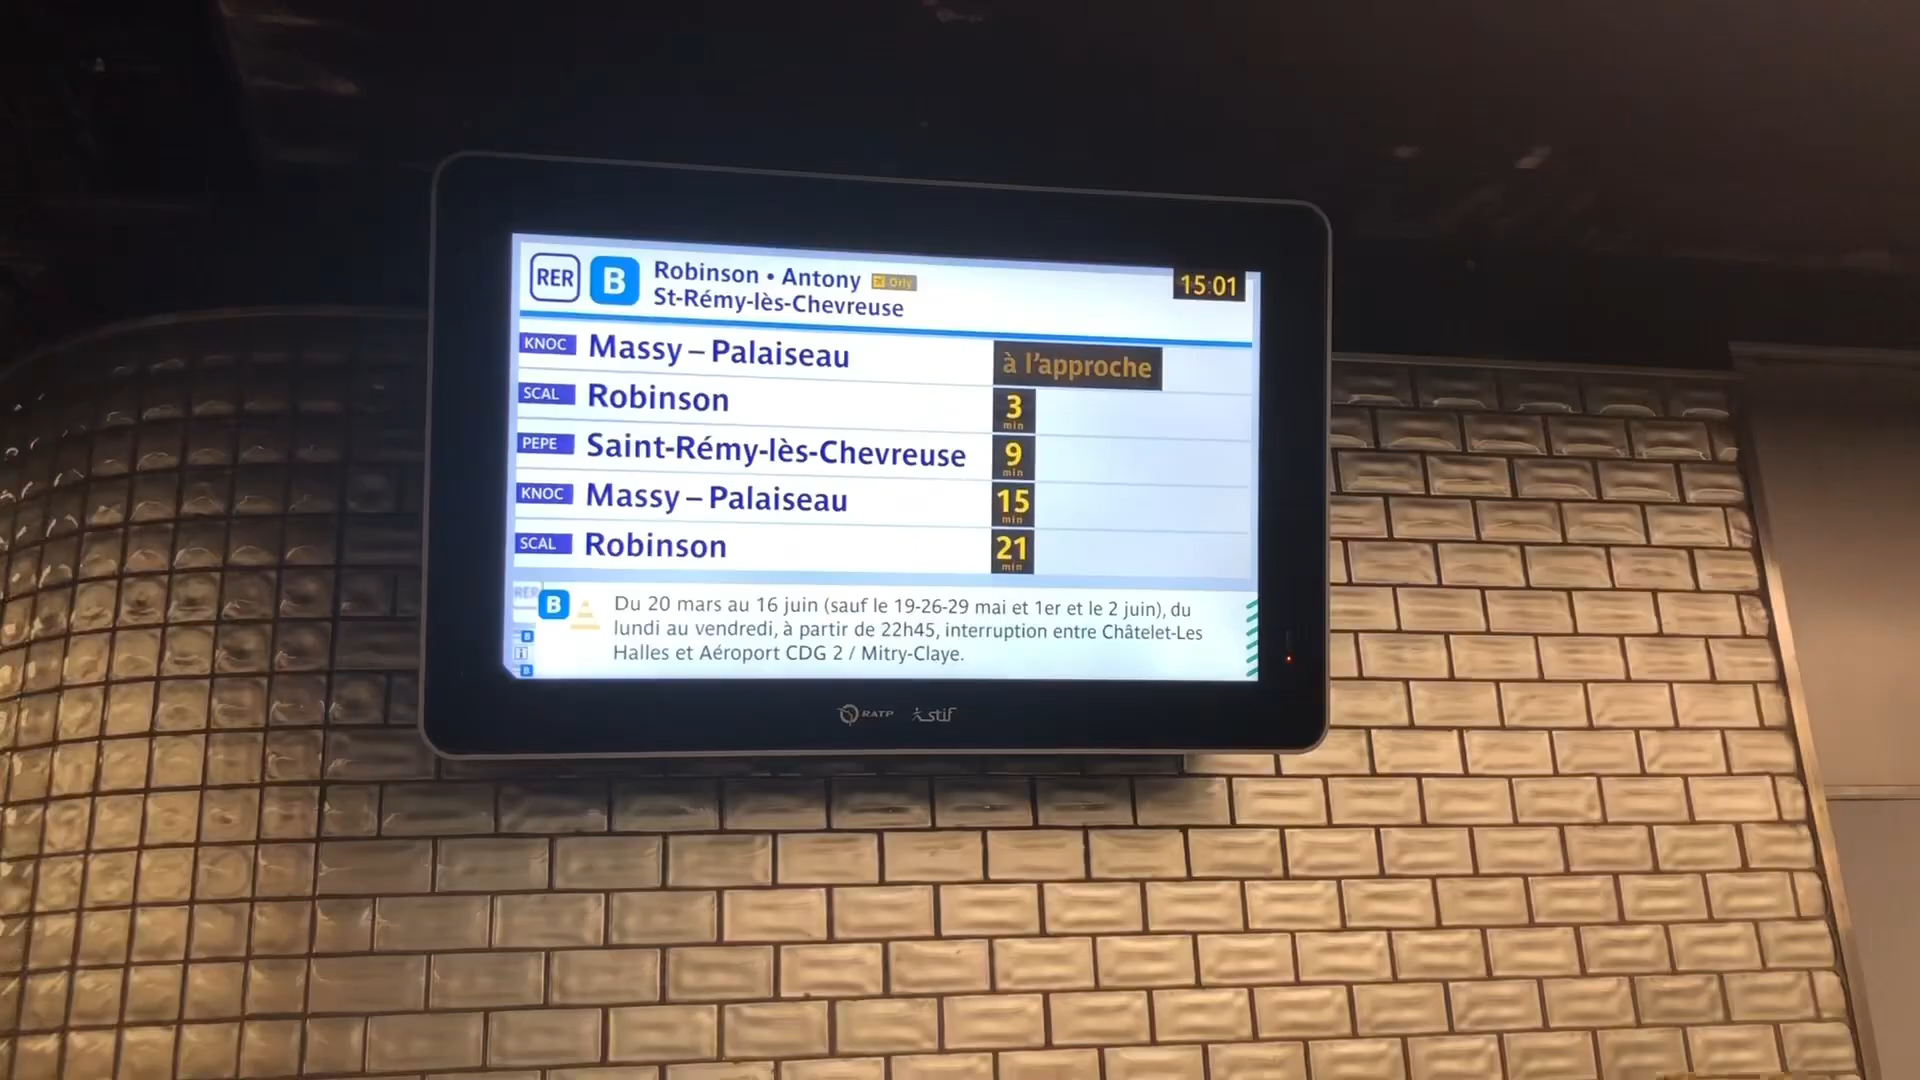 RER B Robinson • Antony Orly
St-Rémy-lès-Chevreuse
15:01
KNOC Massy – Palaiseau à l'approche
SCAL Robinson 3 min
PEPE Saint-Rémy-lès-Chevreuse 9 min
KNOC Massy – Palaiseau 15 min
SCAL Robinson 21 min
RER B Du 20 mars au 16 juin (sauf le 19-26-29 mai et 1er et le 2 juin), du
lundi au vendredi, à partir de 22h45, interruption entre Châtelet-Les
B
Halles et Aéroport CDG 2 / Mitry-Claye.
i
B
RATP stif